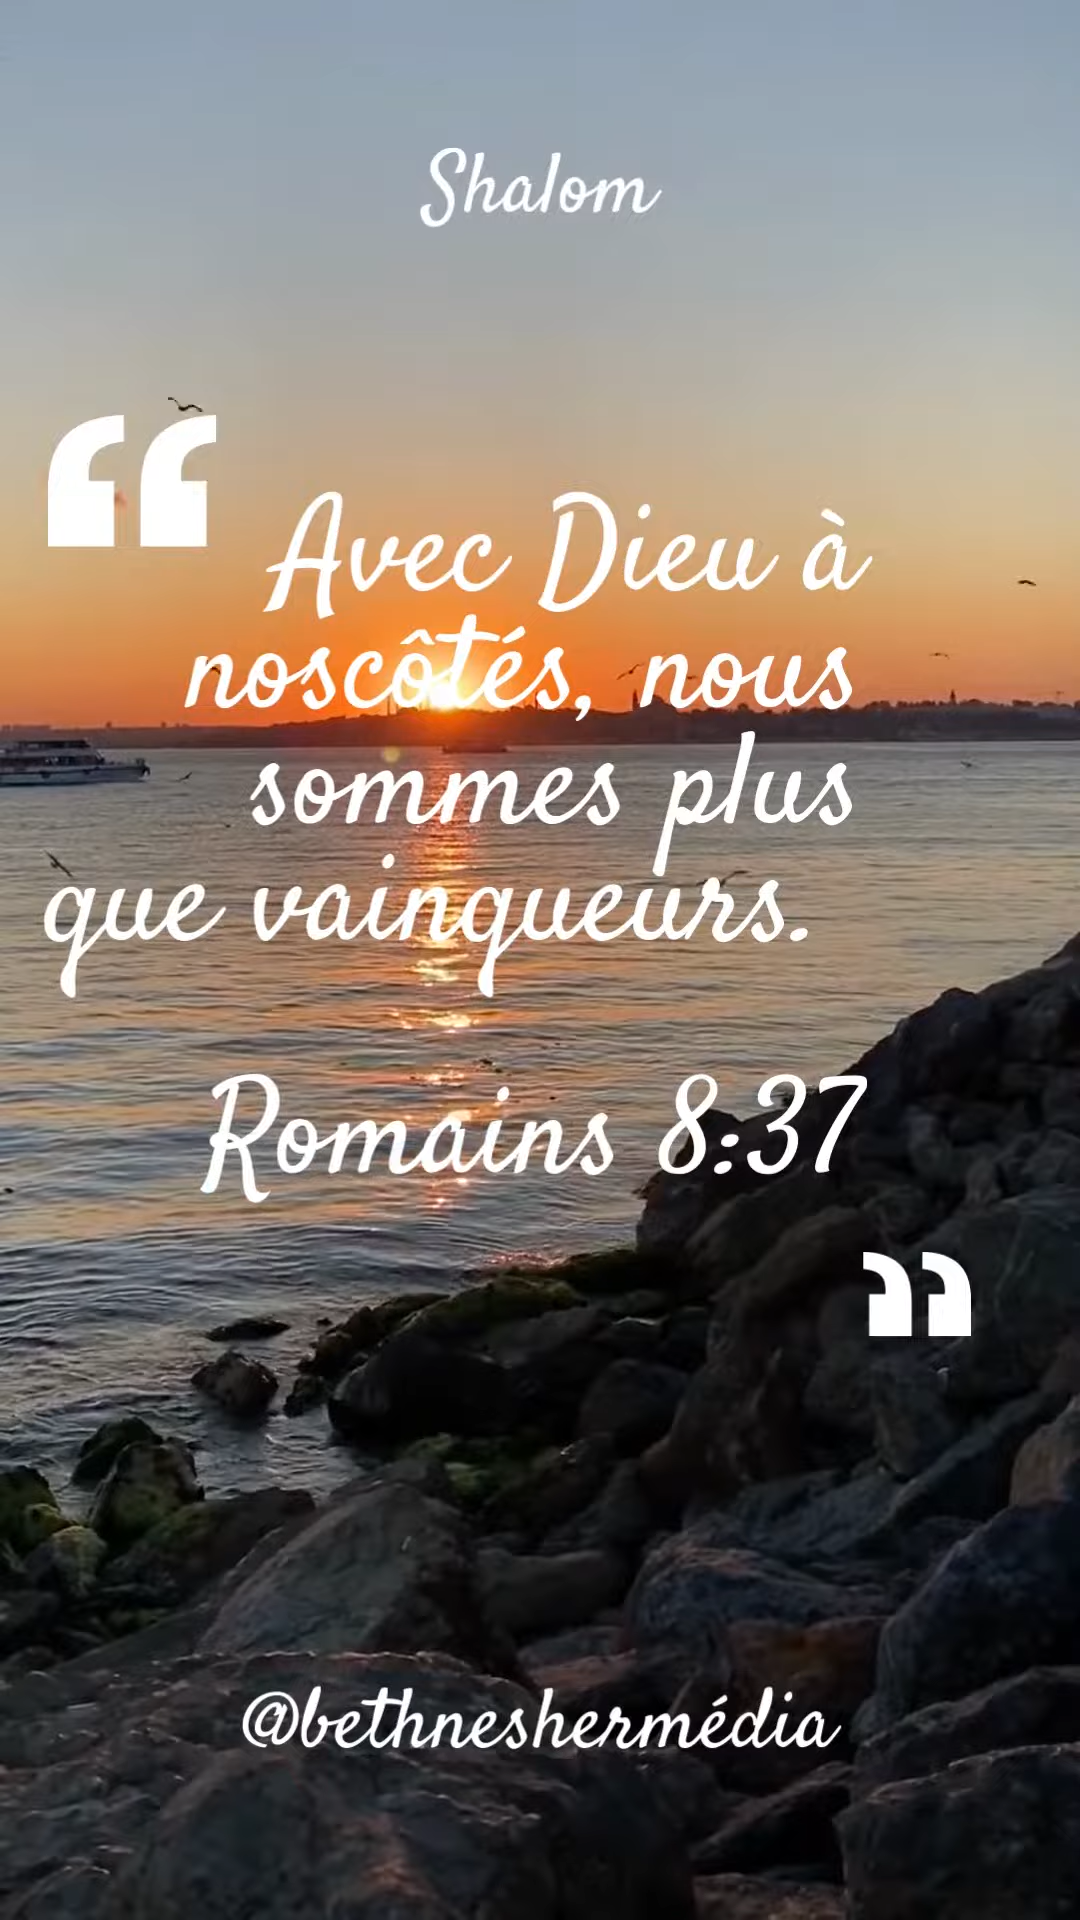 Shalom
“ Avec Dieu à
noscôtés, nous
sommes plus
que vainqueurs.
Romains 8:37
”
@bethneshermédia